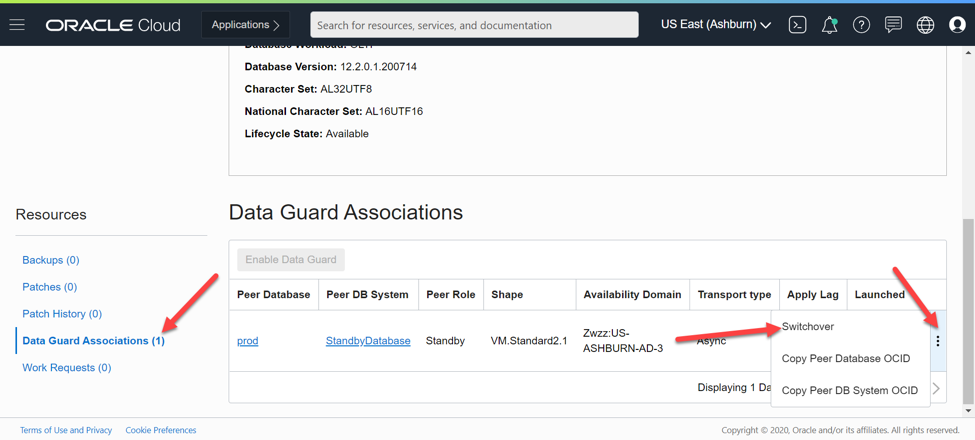 ORACLE Cloud
Applications
Search for resources, services, and documentation
US East (Ashburn)
Database Version: 12.2.0.1.200714
Character Set: AL32UTF8
National Character Set: AL16UTF16
Lifecycle State: Available
Resources
Backups (0)
Patches (0)
Patch History (0)
Data Guard Associations (1)
Work Requests (0)
Data Guard Associations
Enable Data Guard
Peer Database Peer DB System Peer Role Shape Availability Domain Transport type Apply Lag Launched
prod StandbyDatabase Standby VM.Standard2.1 Zwzz:US-
ASHBURN-AD-3
Async
Switchover
Copy Peer Database OCID
Copy Peer DB System OCID
Displaying 1 Da
Terms of Use and Privacy Cookie Preferences
Copyright © 2020, Oracle and/or its affiliates. All rights reserved.